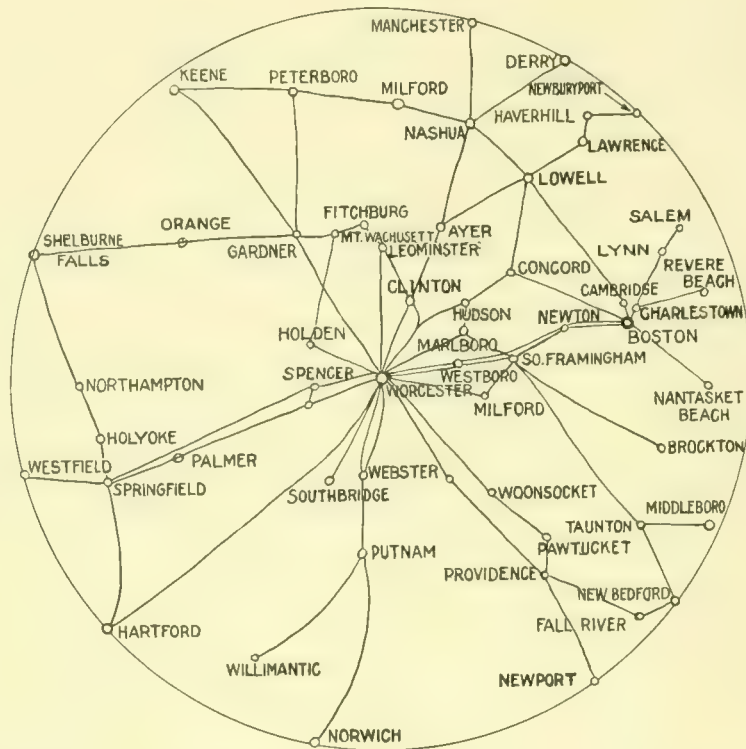 MANCHESTER
DERRY
KEENE
PETERBORO
MILFORD
NEWBURYPORT
HAVERHILL
NASHUA
LAWRENCE
LOWELL
SALEM
ORANGE
FITCHBURG
AYER
SHELBURNE
FALLS
GARDNER
MT. WACHUSETT
LEOMINSTER
LYNN
REVERE
BEACH
CONCORD
CLINTON
CAMBRIDGE
CHARLESTOWN
HUDSON
NEWTON
BOSTON
HOLDEN
MARLBORO
SO. FRAMINGHAM
SPENCER
WESTBORO
WORCESTER
NORTHAMPTON
MILFORD
NANTASKET
BEACH
HOLYOKE
BROCKTON
WESTFIELD
PALMER
SPRINGFIELD
SOUTHBRIDGE
WEBSTER
WOONSOCKET
MIDDLEBORO
TAUNTON
PAWTUCKET
PUTNAM
PROVIDENCE
NEW BEDFORD
FALL RIVER
HARTFORD
WILLIMANTIC
NEWPORT
NORWICH